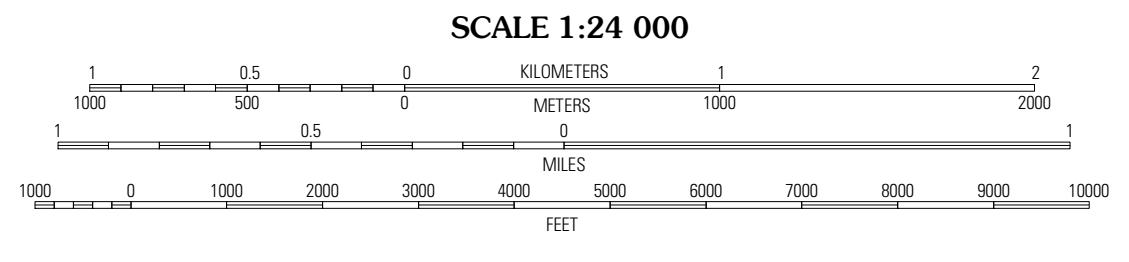 SCALE 1:24 000
1 0.5 0 KILOMETERS 1 2
1000 500 0 METERS 1000 2000
1 0.5 0 1
MILES
1000 0 1000 2000 3000 4000 5000 6000 7000 8000 9000 10000
FEET